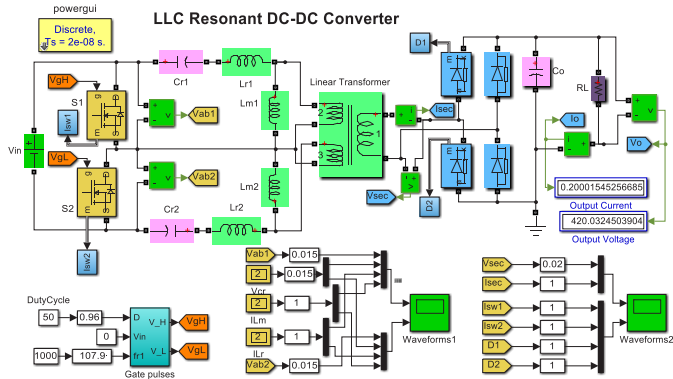 powergui
LLC Resonant DC-DC Converter
Discrete,
Ts = 2e-08 s.
D1
Cr1
Lr1
Co
VgH
S1
D
S
g
m
Lm1
Linear Transformer
RL
Isw1
+
-
v
Vab1
2
1
3
Isec
Io
Vin
VgL
Vab2
Vo
S2
Lm2
Vsec
D2
Cr2
Lr2
0.20001545256685
Output Current
420.0324503904
Output Voltage
Isw2
Vab1
0.015
2
0.015
Vcr
2
1
ILm
2
1
ILr
Vab2
0.015
Waveforms1
Vsec
0.02
Isec
1
Isw1
1
Isw2
1
D1
1
D2
1
Waveforms2
DutyCycle
50
0.96
D
V_H
VgH
0
Vin
1000
107.9
fr1
V_L
VgL
Gate pulses